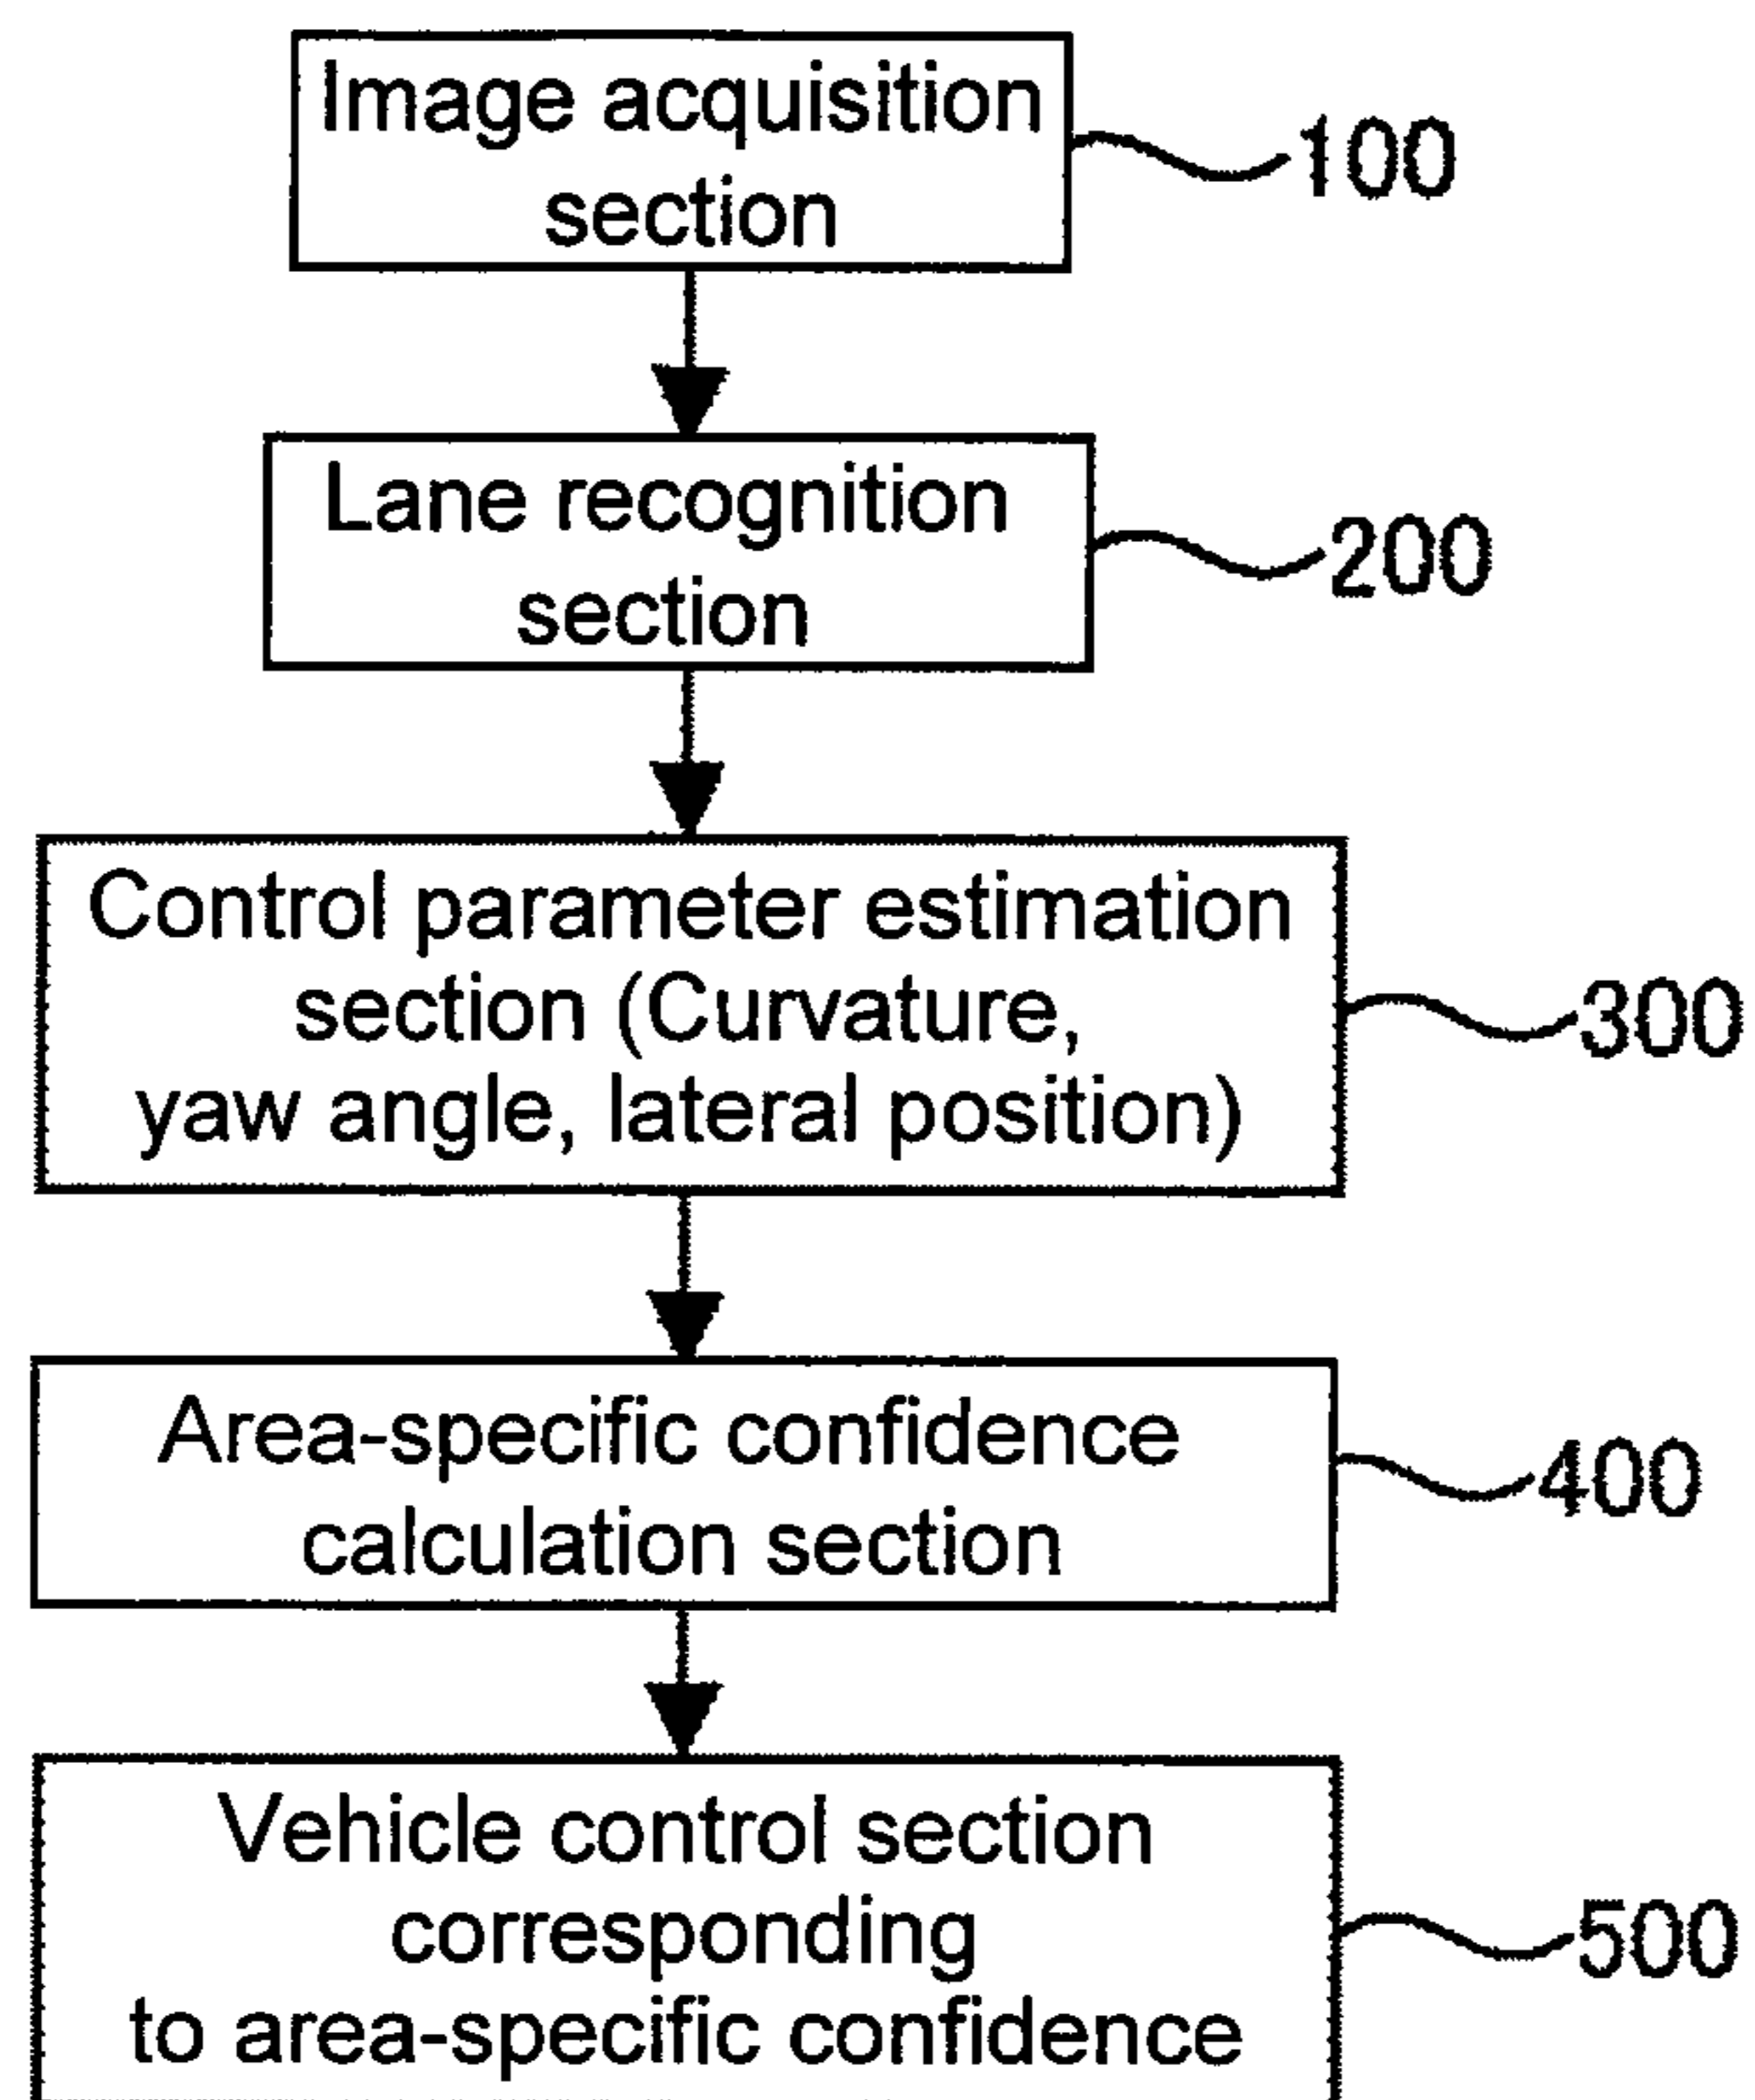 Image acquisition
section
100
Lane recognition
section
200
Control parameter estimation
section (Curvature,
yaw angle, lateral position)
300
Area-specific confidence
calculation section
400
Vehicle control section
corresponding
to area-specific confidence
500